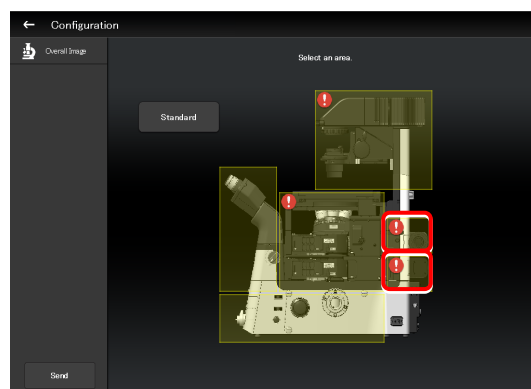 Configuration
Overall Image
Select an area.
Standard
Send